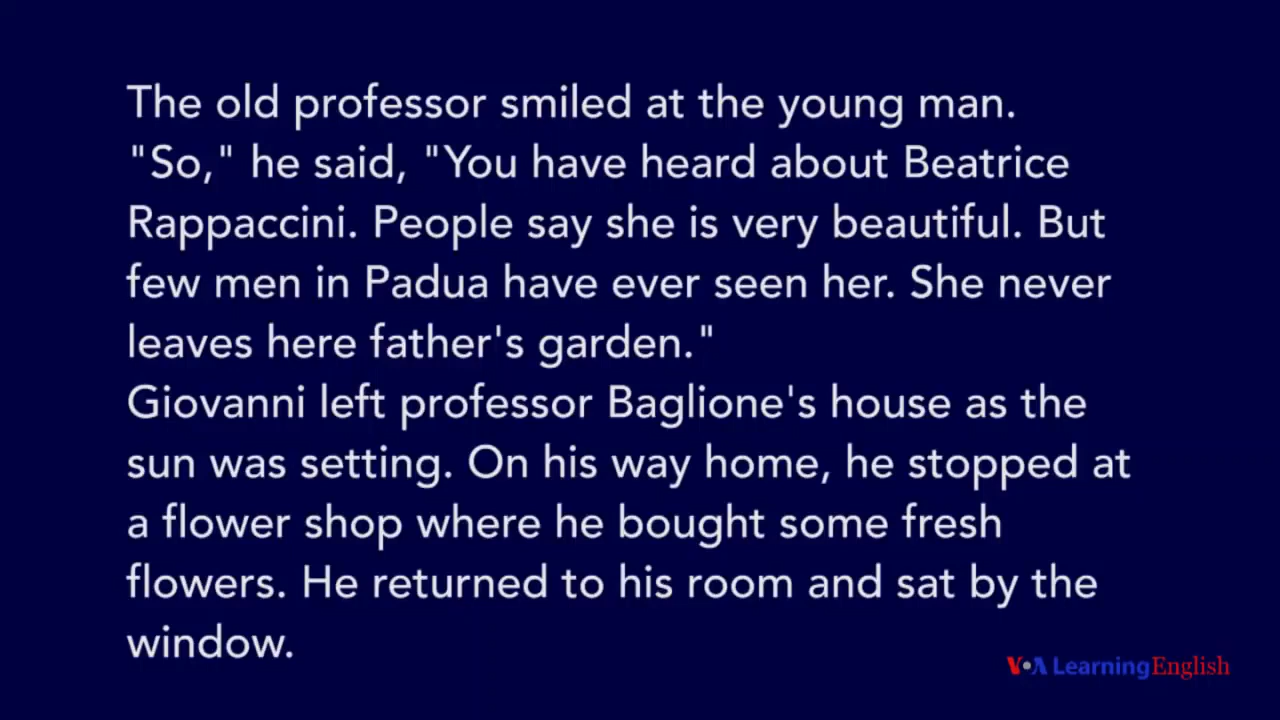 The old professor smiled at the young man.
"So," he said, "You have heard about Beatrice
Rappaccini. People say she is very beautiful. But
few men in Padua have ever seen her. She never
leaves here father's garden."
Giovanni left professor Baglione's house as the
sun was setting. On his way home, he stopped at
a flower shop where he bought some fresh
flowers. He returned to his room and sat by the
window.
VOA LearningEnglish